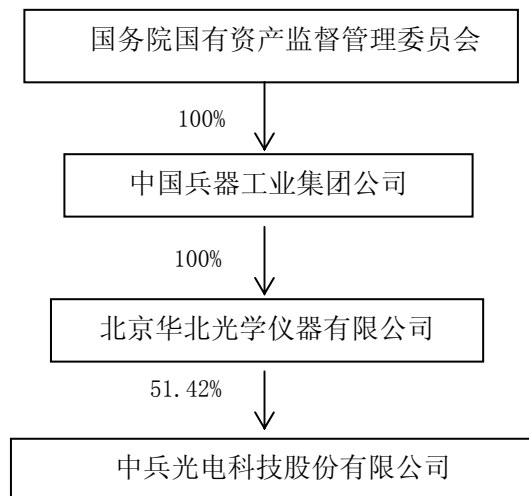 国务院国有资产监督管理委员会
100%
中国兵器工业集团公司
100%
北京华北光学仪器有限公司
51.42%
中兵光电科技股份有限公司